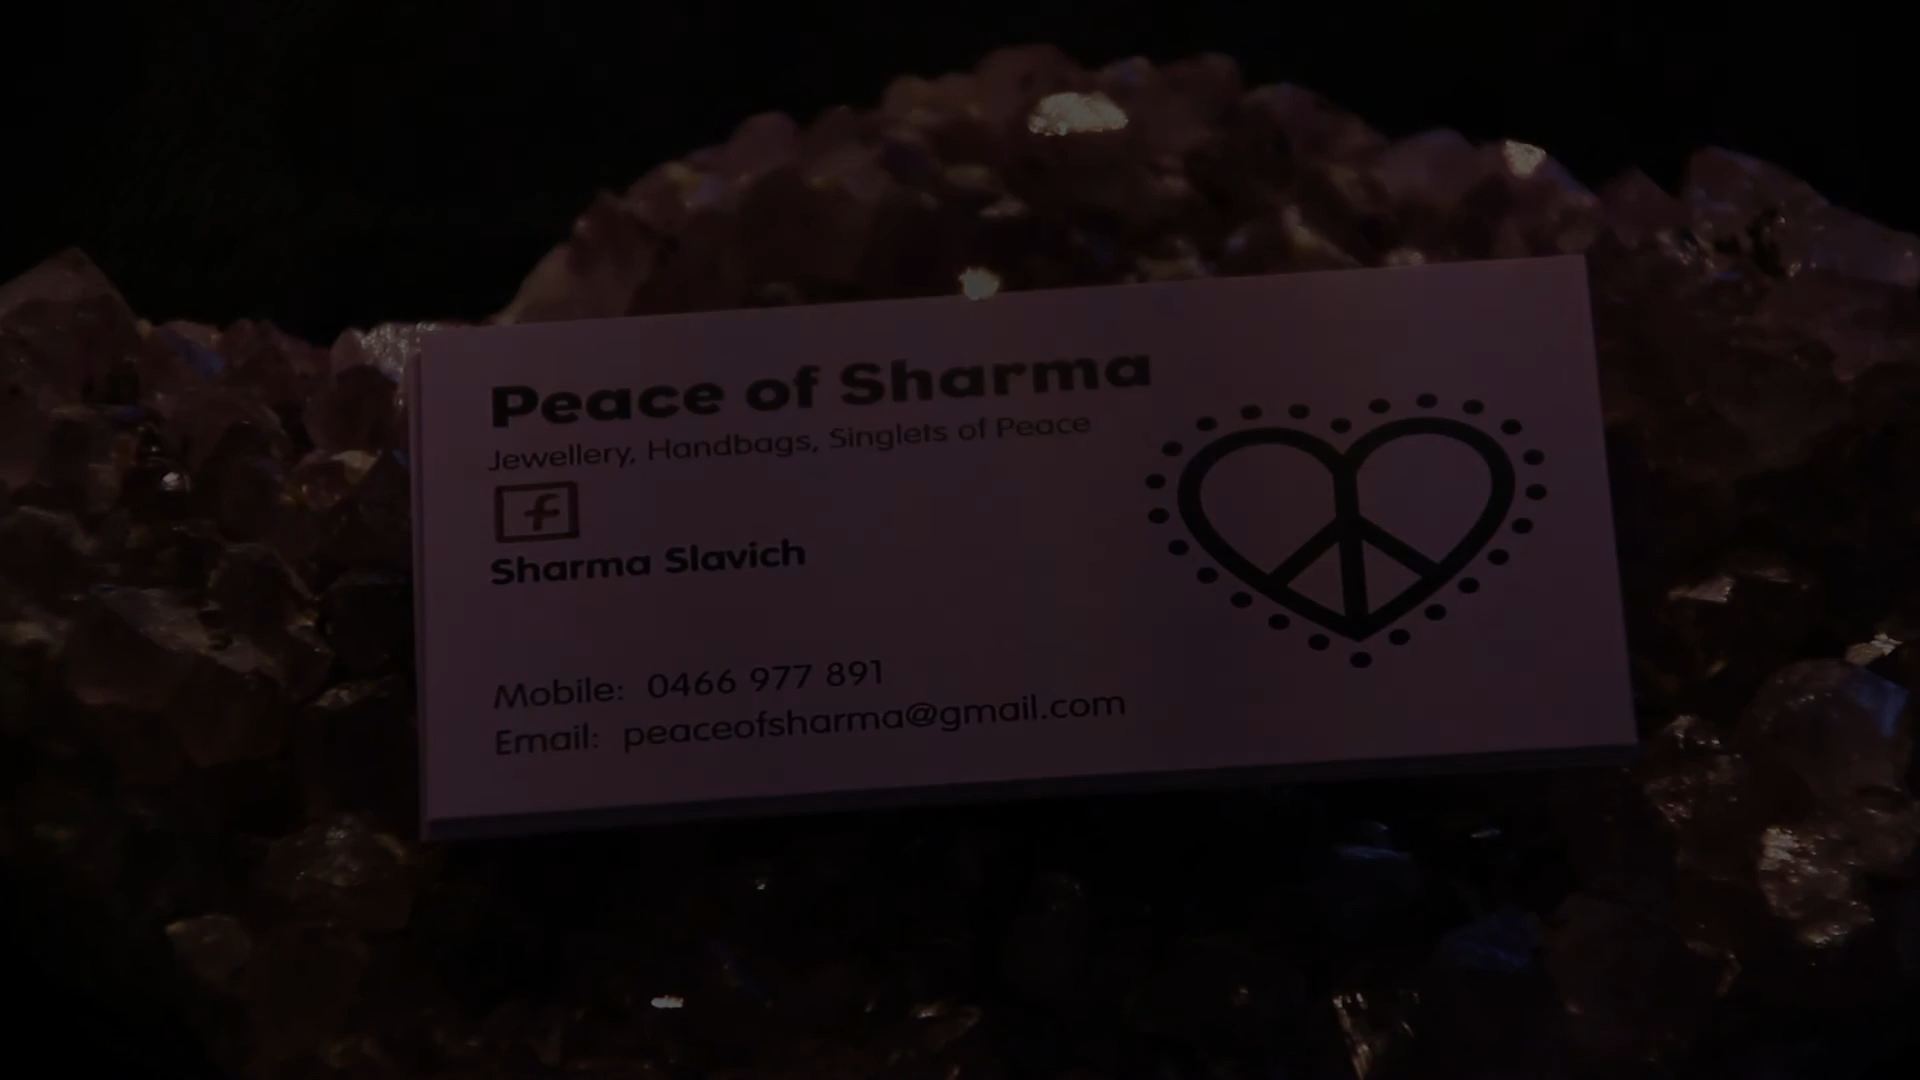 Peace of Sharma
Jewellery, Handbags, Singlets of Peace
f
Sharma Slavich
Mobile: 0466 977 891
Email: peaceofsharma@gmail.com